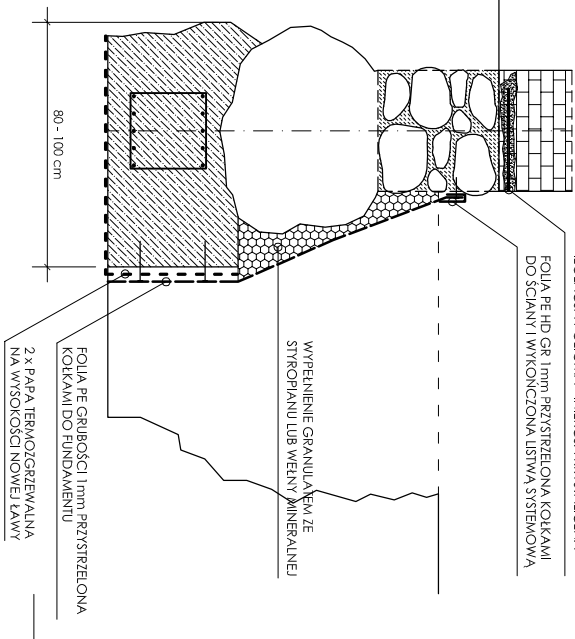 FOLIA PE HD GR 1mm PRZYSTRZELONA KOŁKAMI
DO ŚCIANY I WYKOŃCZONA LISTWĄ SYSTEMOWĄ
WYPEŁNIENIE GRANULATEM ZE
STYROPIANU LUB WEŁNY MINERALNEJ
FOLIA PE GRUBOŚCI 1mm PRZYSTRZELONA
KOŁKAMI DO FUNDAMENTU
2 x PAPA TERMOZGRZEWALNA
NA WYSOKOŚCI NOWEJ ŁAWY
80 - 100 cm